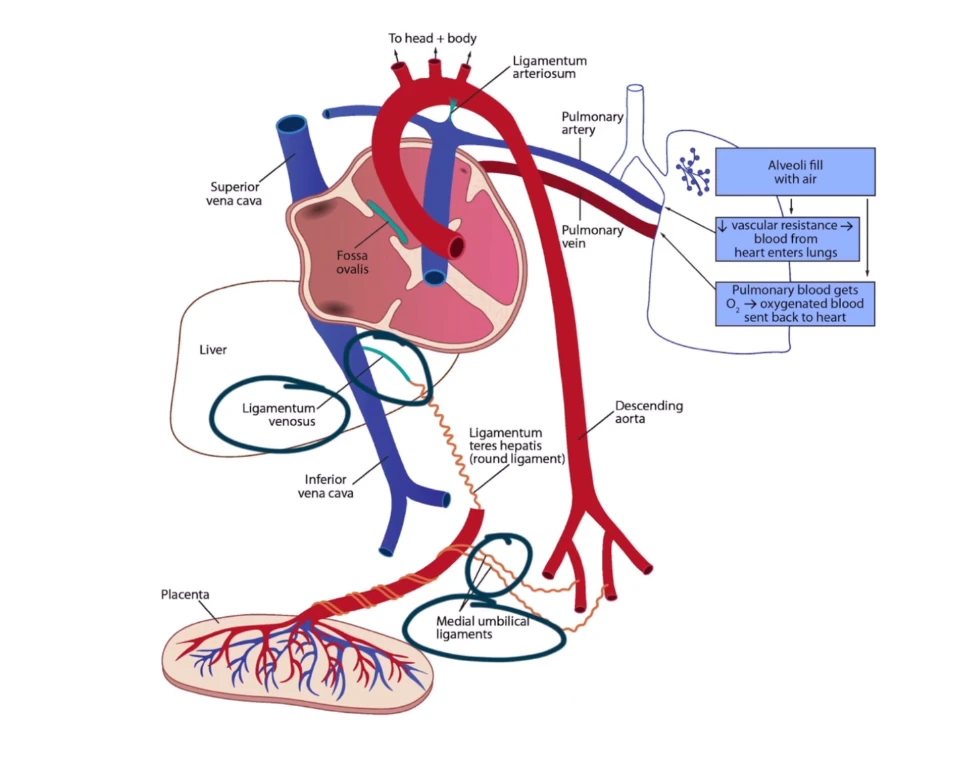 To head + body
Ligamentum
arteriosum
Pulmonary
artery
Alveoli fill
with air
Superior
vena cava
Fossa
ovalis
Pulmonary
vein
↓ vascular resistance →
blood from
heart enters lungs
Pulmonary blood gets
O₂ → oxygenated blood
sent back to heart
Liver
Ligamentum
venosus
Descending
aorta
Ligamentum
teres hepatis
(round ligament)
Inferior
vena cava
Placenta
Medial umbilical
ligaments